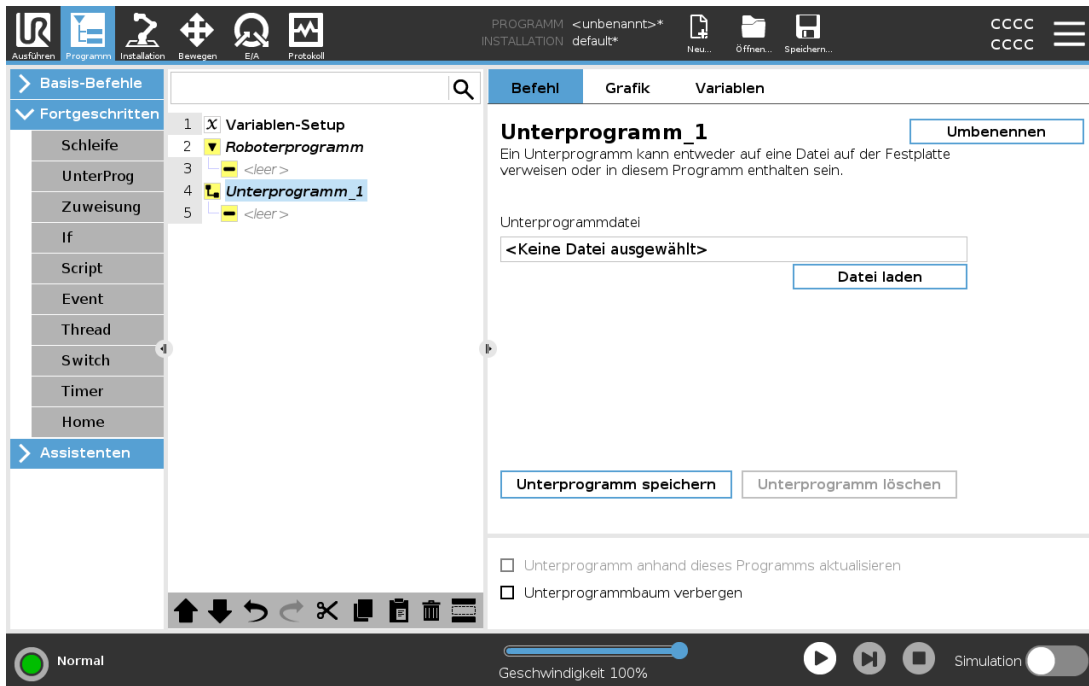 UR
PROGRAMM <unbenannt>*
INSTALLATION default*
Ausführen Programm Installation Bewegen E/A Protokoll
Neu... Öffnen... Speichern...
CCCC
CCCC
Basis-Befehle
Fortgeschritten
Schleife
UnterProg
Zuweisung
If
Script
Event
Thread
Switch
Timer
Home
Assistenten
1 X Variablen-Setup
2 Roboterprogramm
3 <leer>
4 Unterprogramm_1
5 <leer>
Befehl Grafik Variablen
Unterprogramm_1
Umbenennen
Ein Unterprogramm kann entweder auf eine Datei auf der Festplatte
verweisen oder in diesem Programm enthalten sein.
Unterprogrammdatei
<Keine Datei ausgewählt>
Datei laden
Unterprogramm speichern
Unterprogramm löschen
Unterprogramm anhand dieses Programms aktualisieren
Unterprogrammbaum verbergen
Normal
Geschwindigkeit 100%
Simulation